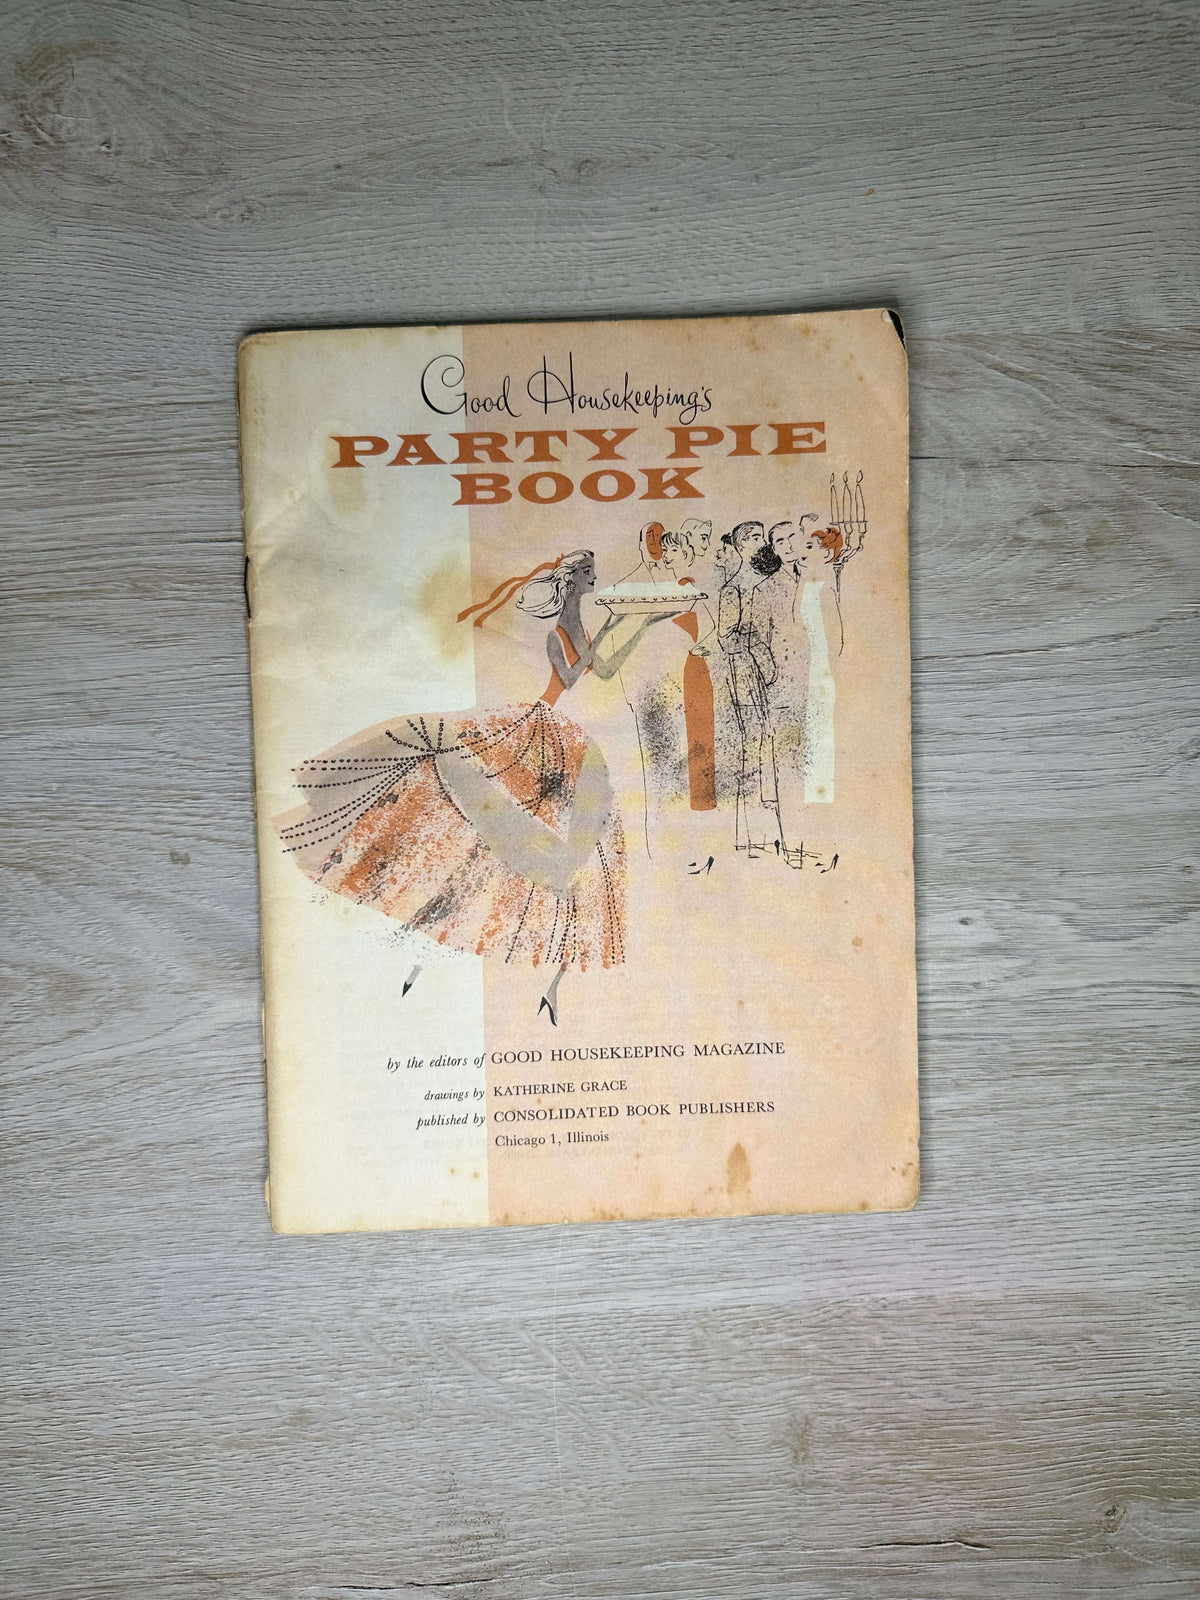 Good Housekeeping's
PARTY PIE
BOOK
by the editors of GOOD HOUSEKEEPING MAGAZINE
drawings by KATHERINE GRACE
published by CONSOLIDATED BOOK PUBLISHERS
Chicago 1, Illinois